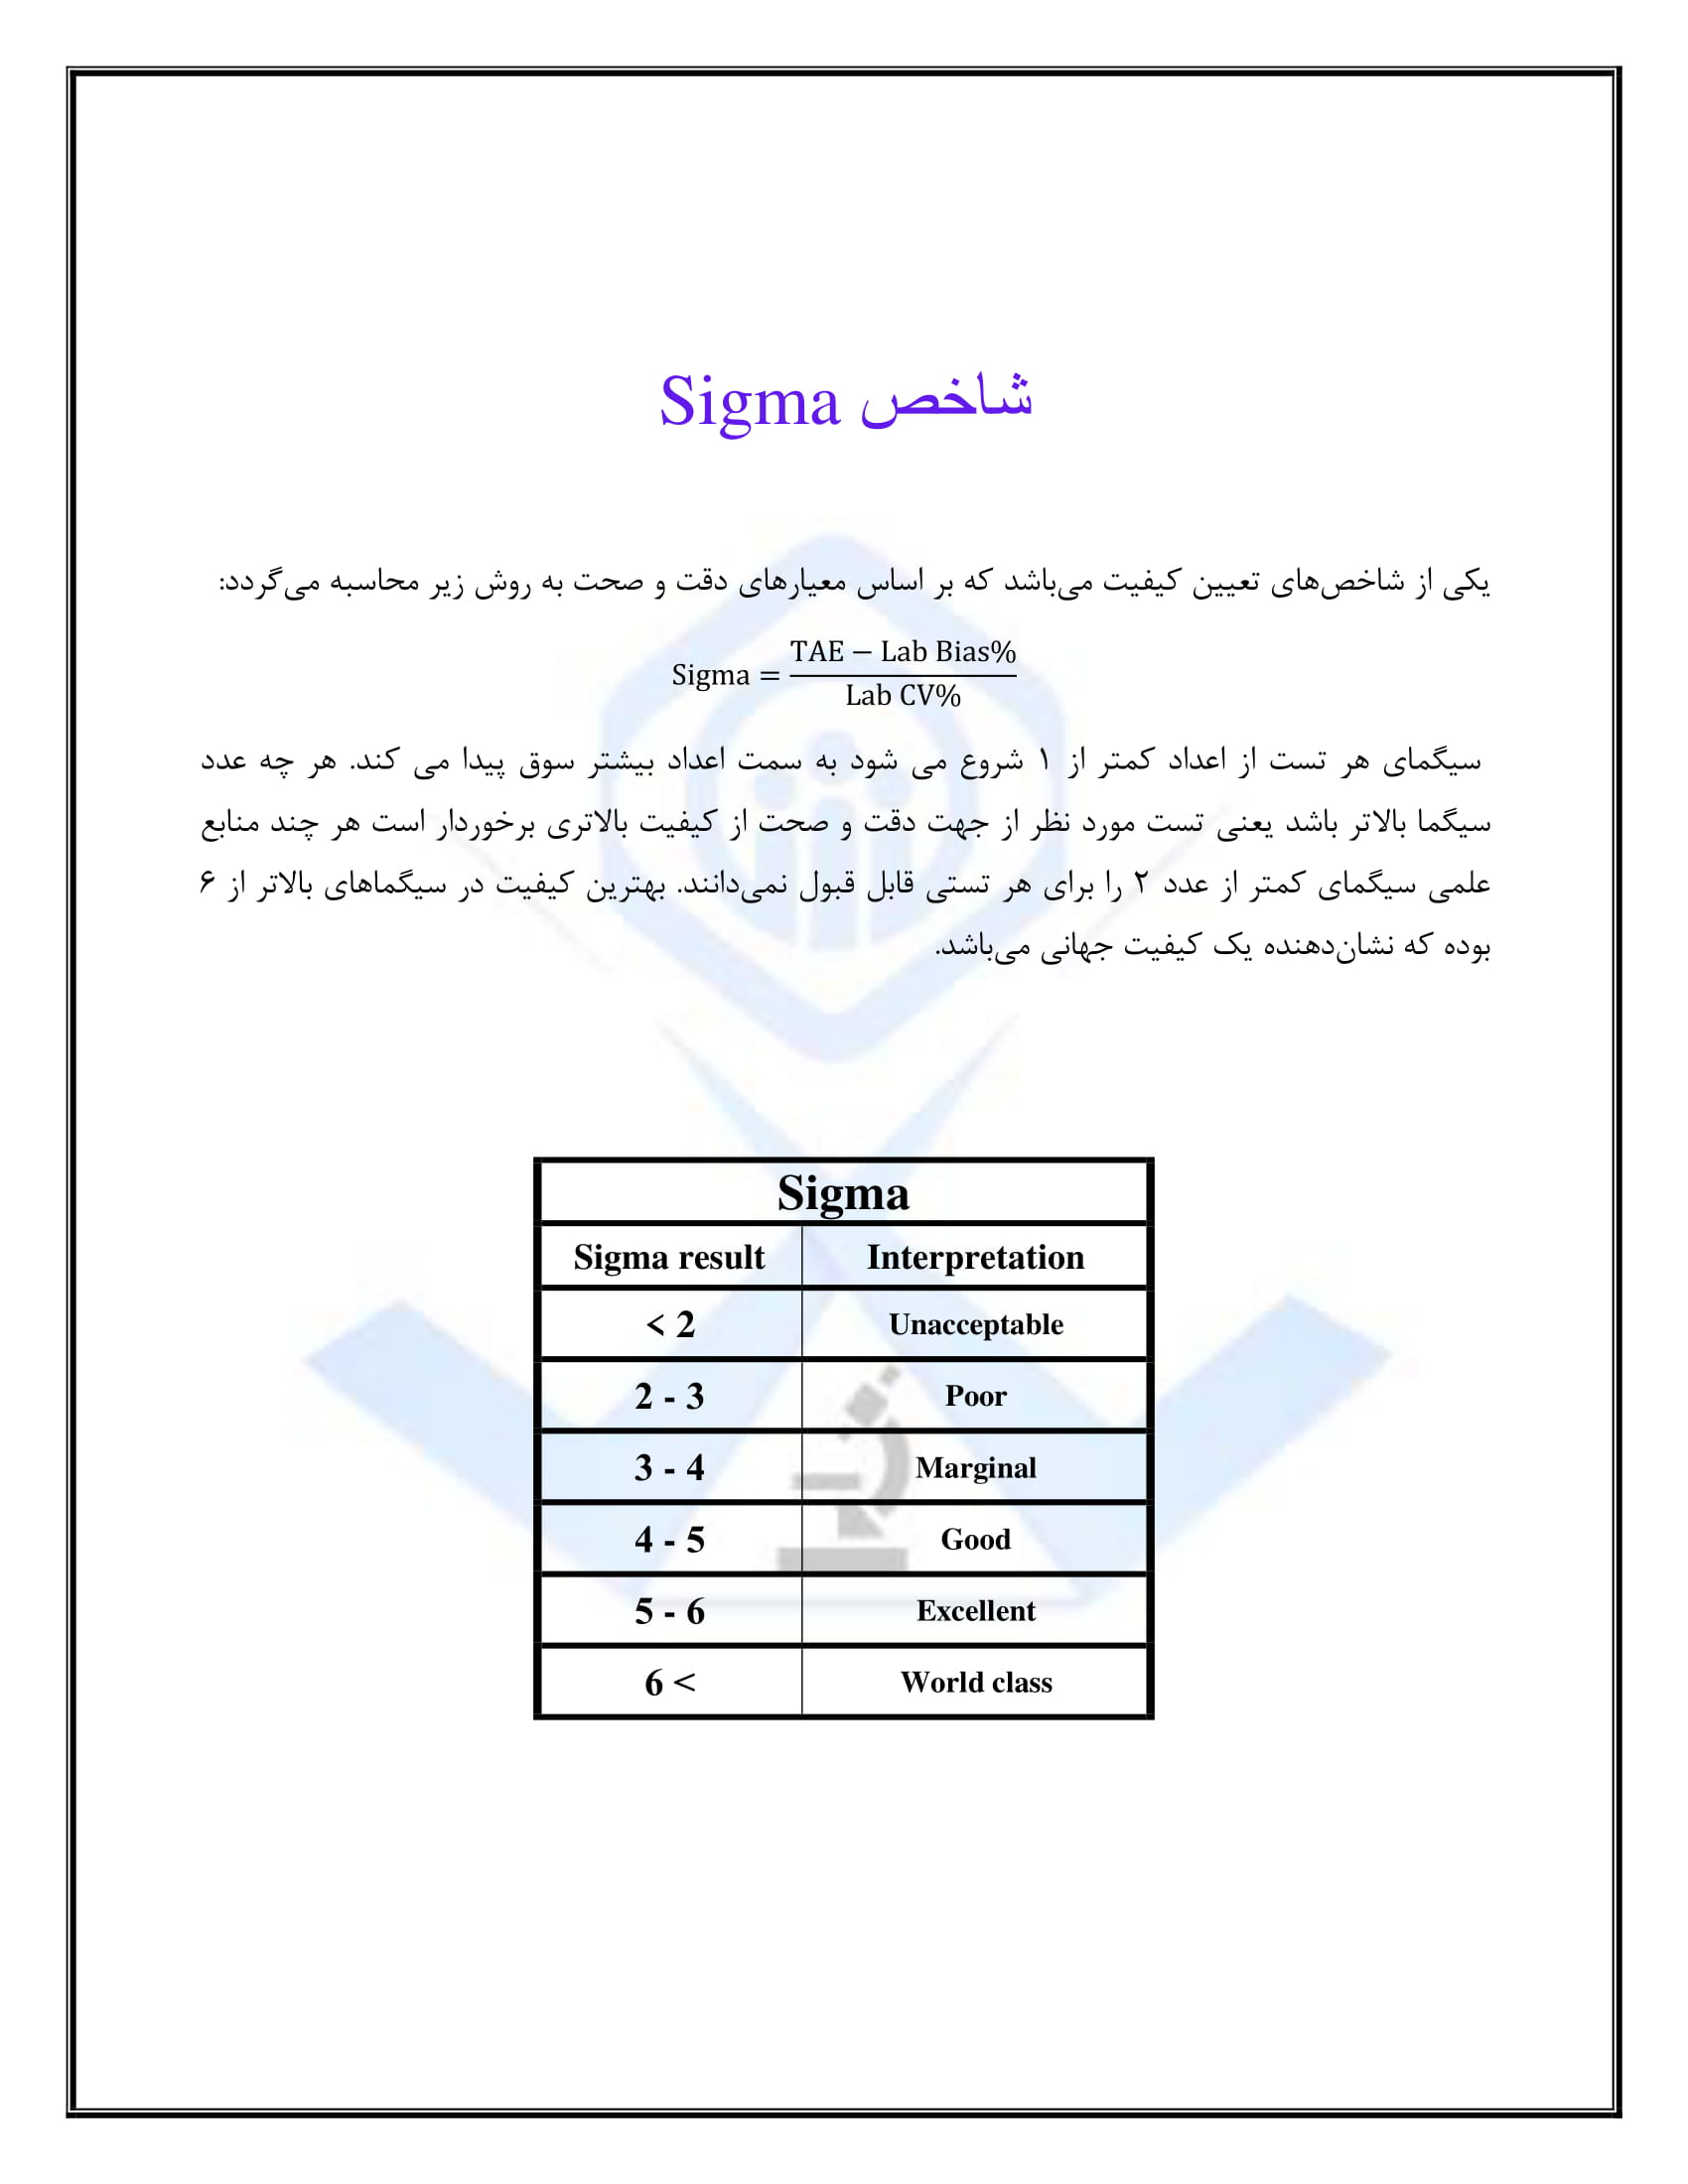 شاخص Sigma
یکی از شاخص‌های تعیین کیفیت می‌باشد که بر اساس معیارهای دقت و صحت به روش زیر محاسبه می‌گردد:
Sigma = (TAE − Lab Bias%) / (Lab CV%)
سیگمای هر تست از اعداد کمتر از ۱ شروع می شود به سمت اعداد بیشتر سوق پیدا می کند. هر چه عدد
سیگما بالاتر باشد یعنی تست مورد نظر از جهت دقت و صحت از کیفیت بالاتری برخوردار است هر چند منابع
علمی سیگمای کمتر از عدد ۲ را برای هر تستی قابل قبول نمی‌دانند. بهترین کیفیت در سیگماهای بالاتر از ۶
بوده که نشان‌دهنده یک کیفیت جهانی می‌باشد.
Sigma
Sigma result Interpretation
< 2 Unacceptable
2 - 3 Poor
3 - 4 Marginal
4 - 5 Good
5 - 6 Excellent
6 < World class